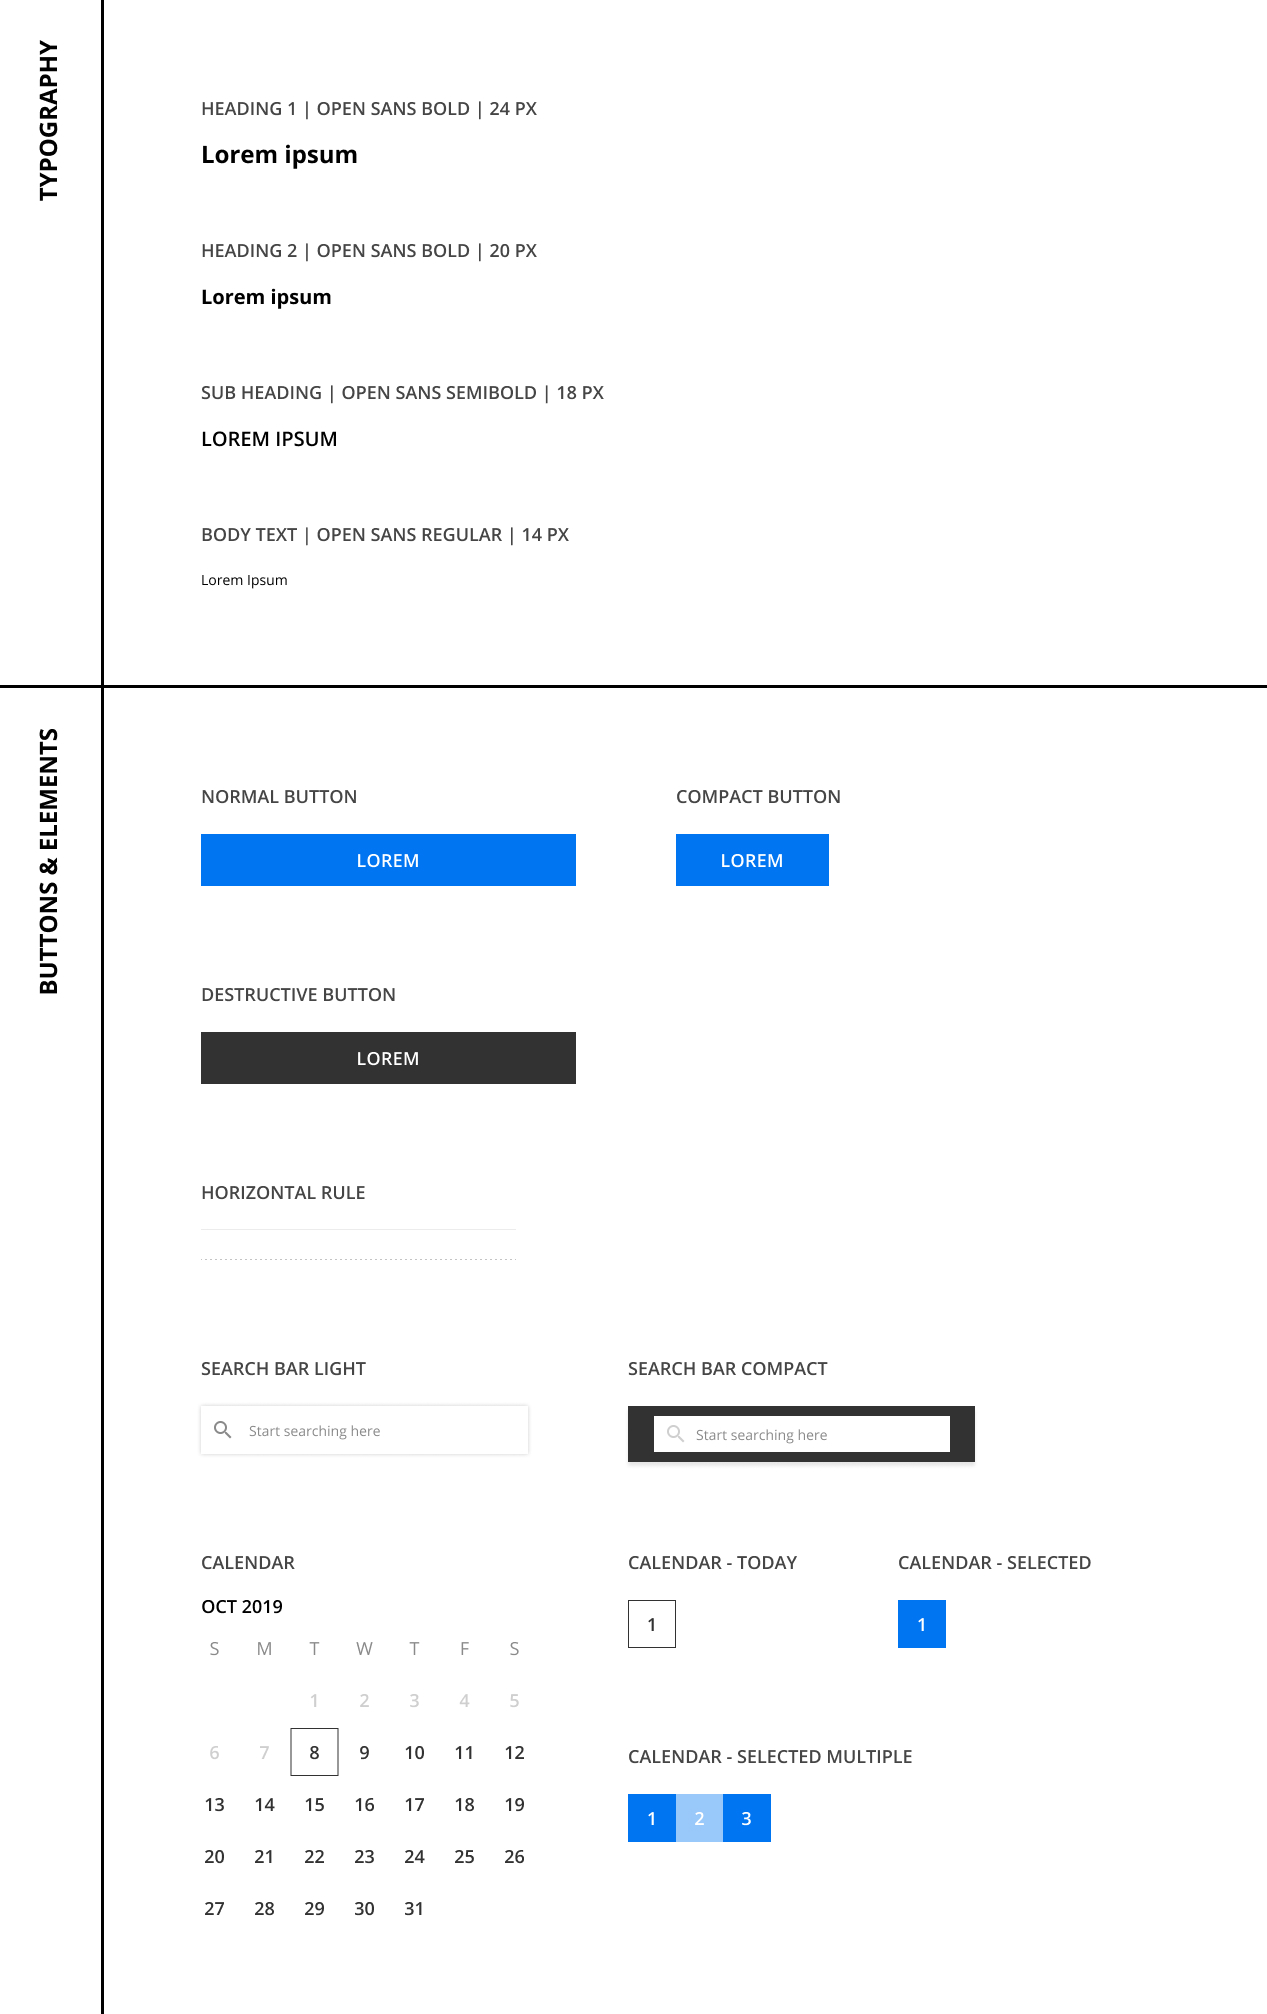 TYPOGRAPHY
HEADING 1 | OPEN SANS BOLD | 24 PX
Lorem ipsum
HEADING 2 | OPEN SANS BOLD | 20 PX
Lorem ipsum
SUB HEADING | OPEN SANS SEMIBOLD | 18 PX
LOREM IPSUM
BODY TEXT | OPEN SANS REGULAR | 14 PX
Lorem Ipsum
BUTTONS & ELEMENTS
NORMAL BUTTON
LOREM
COMPACT BUTTON
LOREM
DESTRUCTIVE BUTTON
LOREM
HORIZONTAL RULE
SEARCH BAR LIGHT
Start searching here
SEARCH BAR COMPACT
Start searching here
CALENDAR
OCT 2019
S M T W T F S
1 2 3 4 5
6 7 8 9 10 11 12
13 14 15 16 17 18 19
20 21 22 23 24 25 26
27 28 29 30 31
CALENDAR - TODAY
1
CALENDAR - SELECTED
1
CALENDAR - SELECTED MULTIPLE
1 2 3